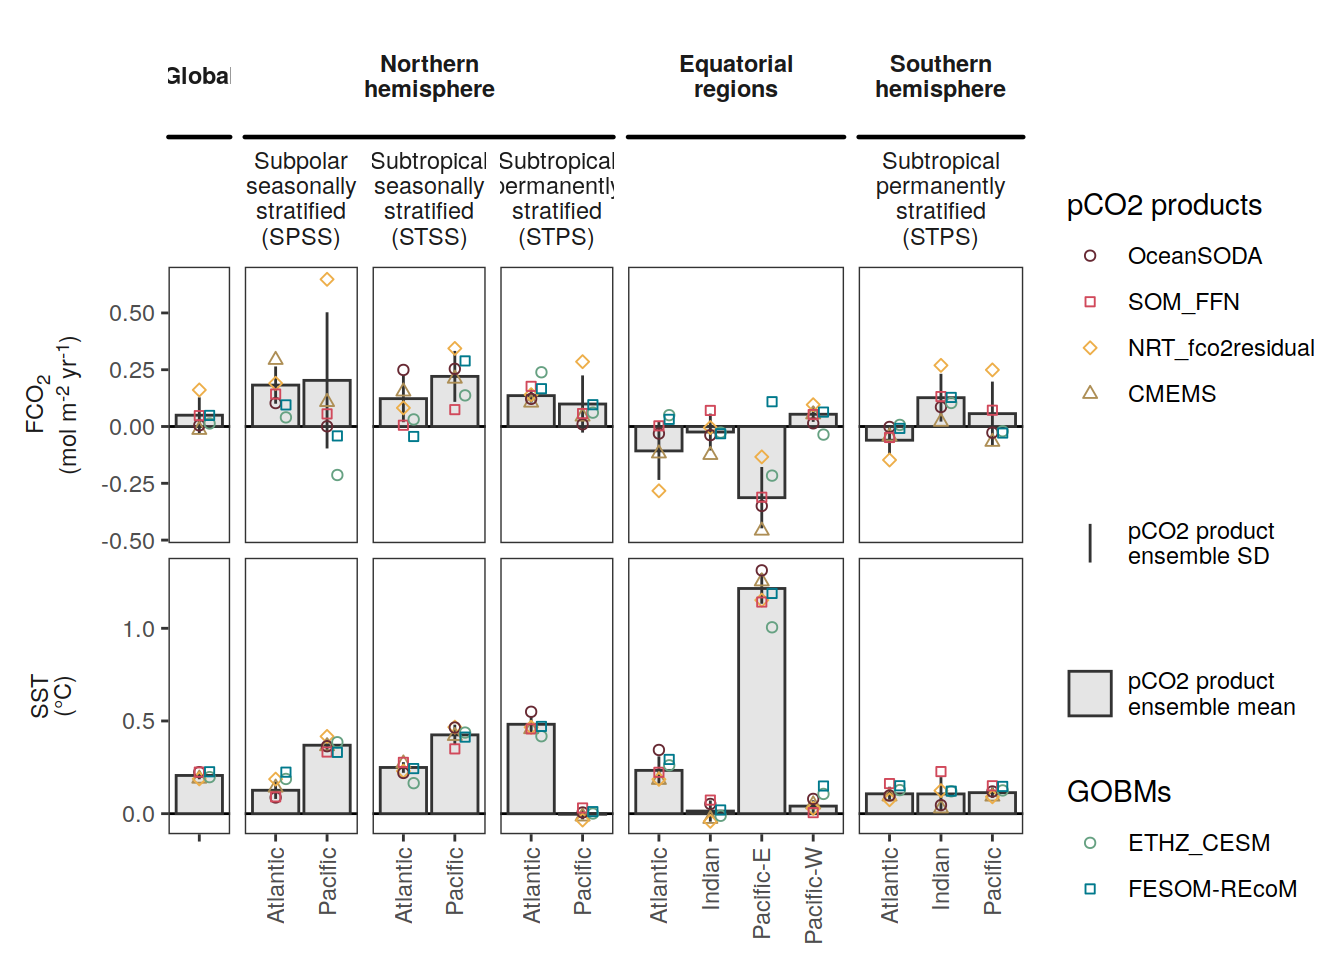 Global
Northern
hemisphere
Equatorial
regions
Southern
hemisphere
Subpolar
seasonally
stratified
(SPSS)
Subtropical
seasonally
stratified
(STSS)
Subtropical
permanently
stratified
(STPS)
Subtropical
permanently
stratified
(STPS)
FCO2
(mol m⁻² yr⁻¹)
0.50
0.25
0.00
-0.25
-0.50
SST
(°C)
1.0
0.5
0.0
Atlantic
Pacific
Atlantic
Pacific
Atlantic
Pacific
Atlantic
Indian
Pacific-E
Pacific-W
Atlantic
Indian
Pacific
pCO2 products
OceanSODA
SOM_FFN
NRT_fco2residual
CMEMS
pCO2 product
ensemble SD
pCO2 product
ensemble mean
GOBMs
ETHZ_CESM
FESOM-REcoM